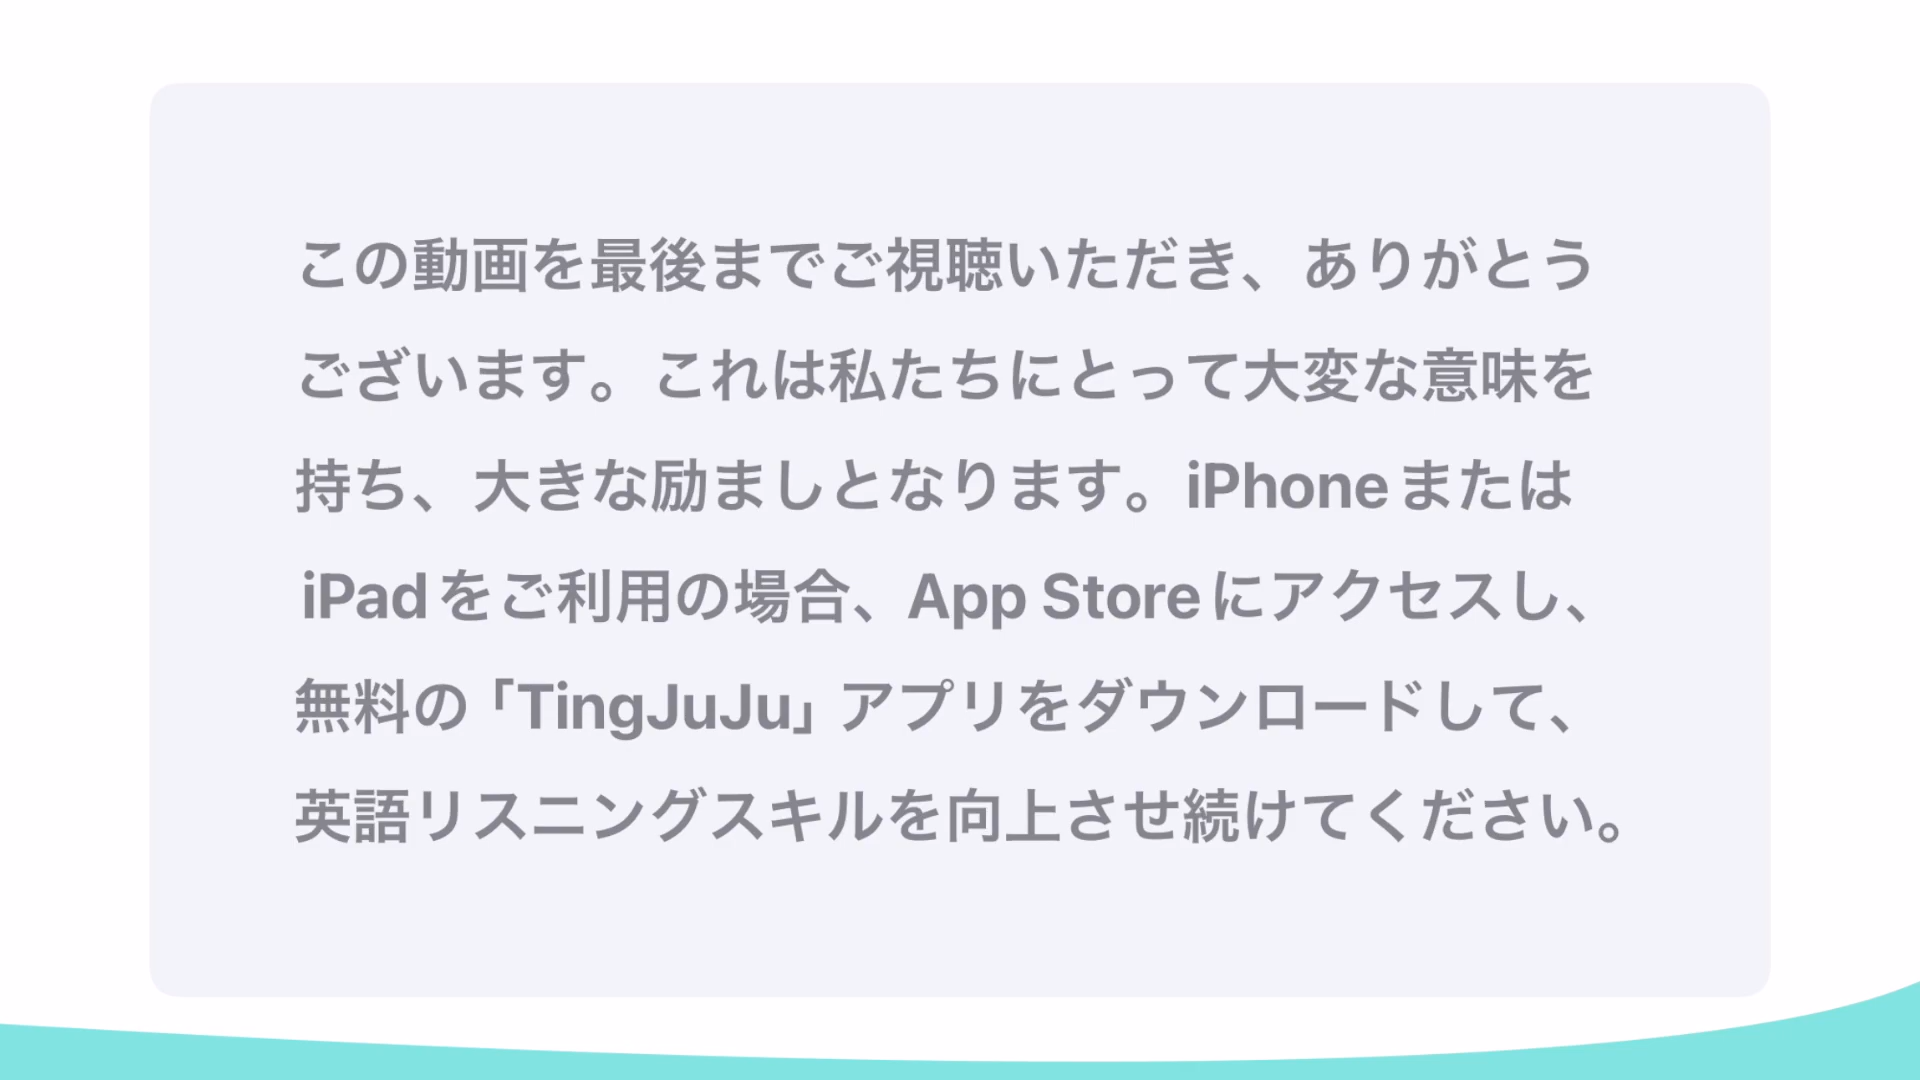 この動画を最後までご視聴いただき、ありがとう
ございます。これは私たちにとって大変な意味を
持ち、大きな励ましとなります。iPhoneまたは
iPadをご利用の場合、App Storeにアクセスし、
無料の「TingJuJu」アプリをダウンロードして、
英語リスニングスキルを向上させ続けてください。